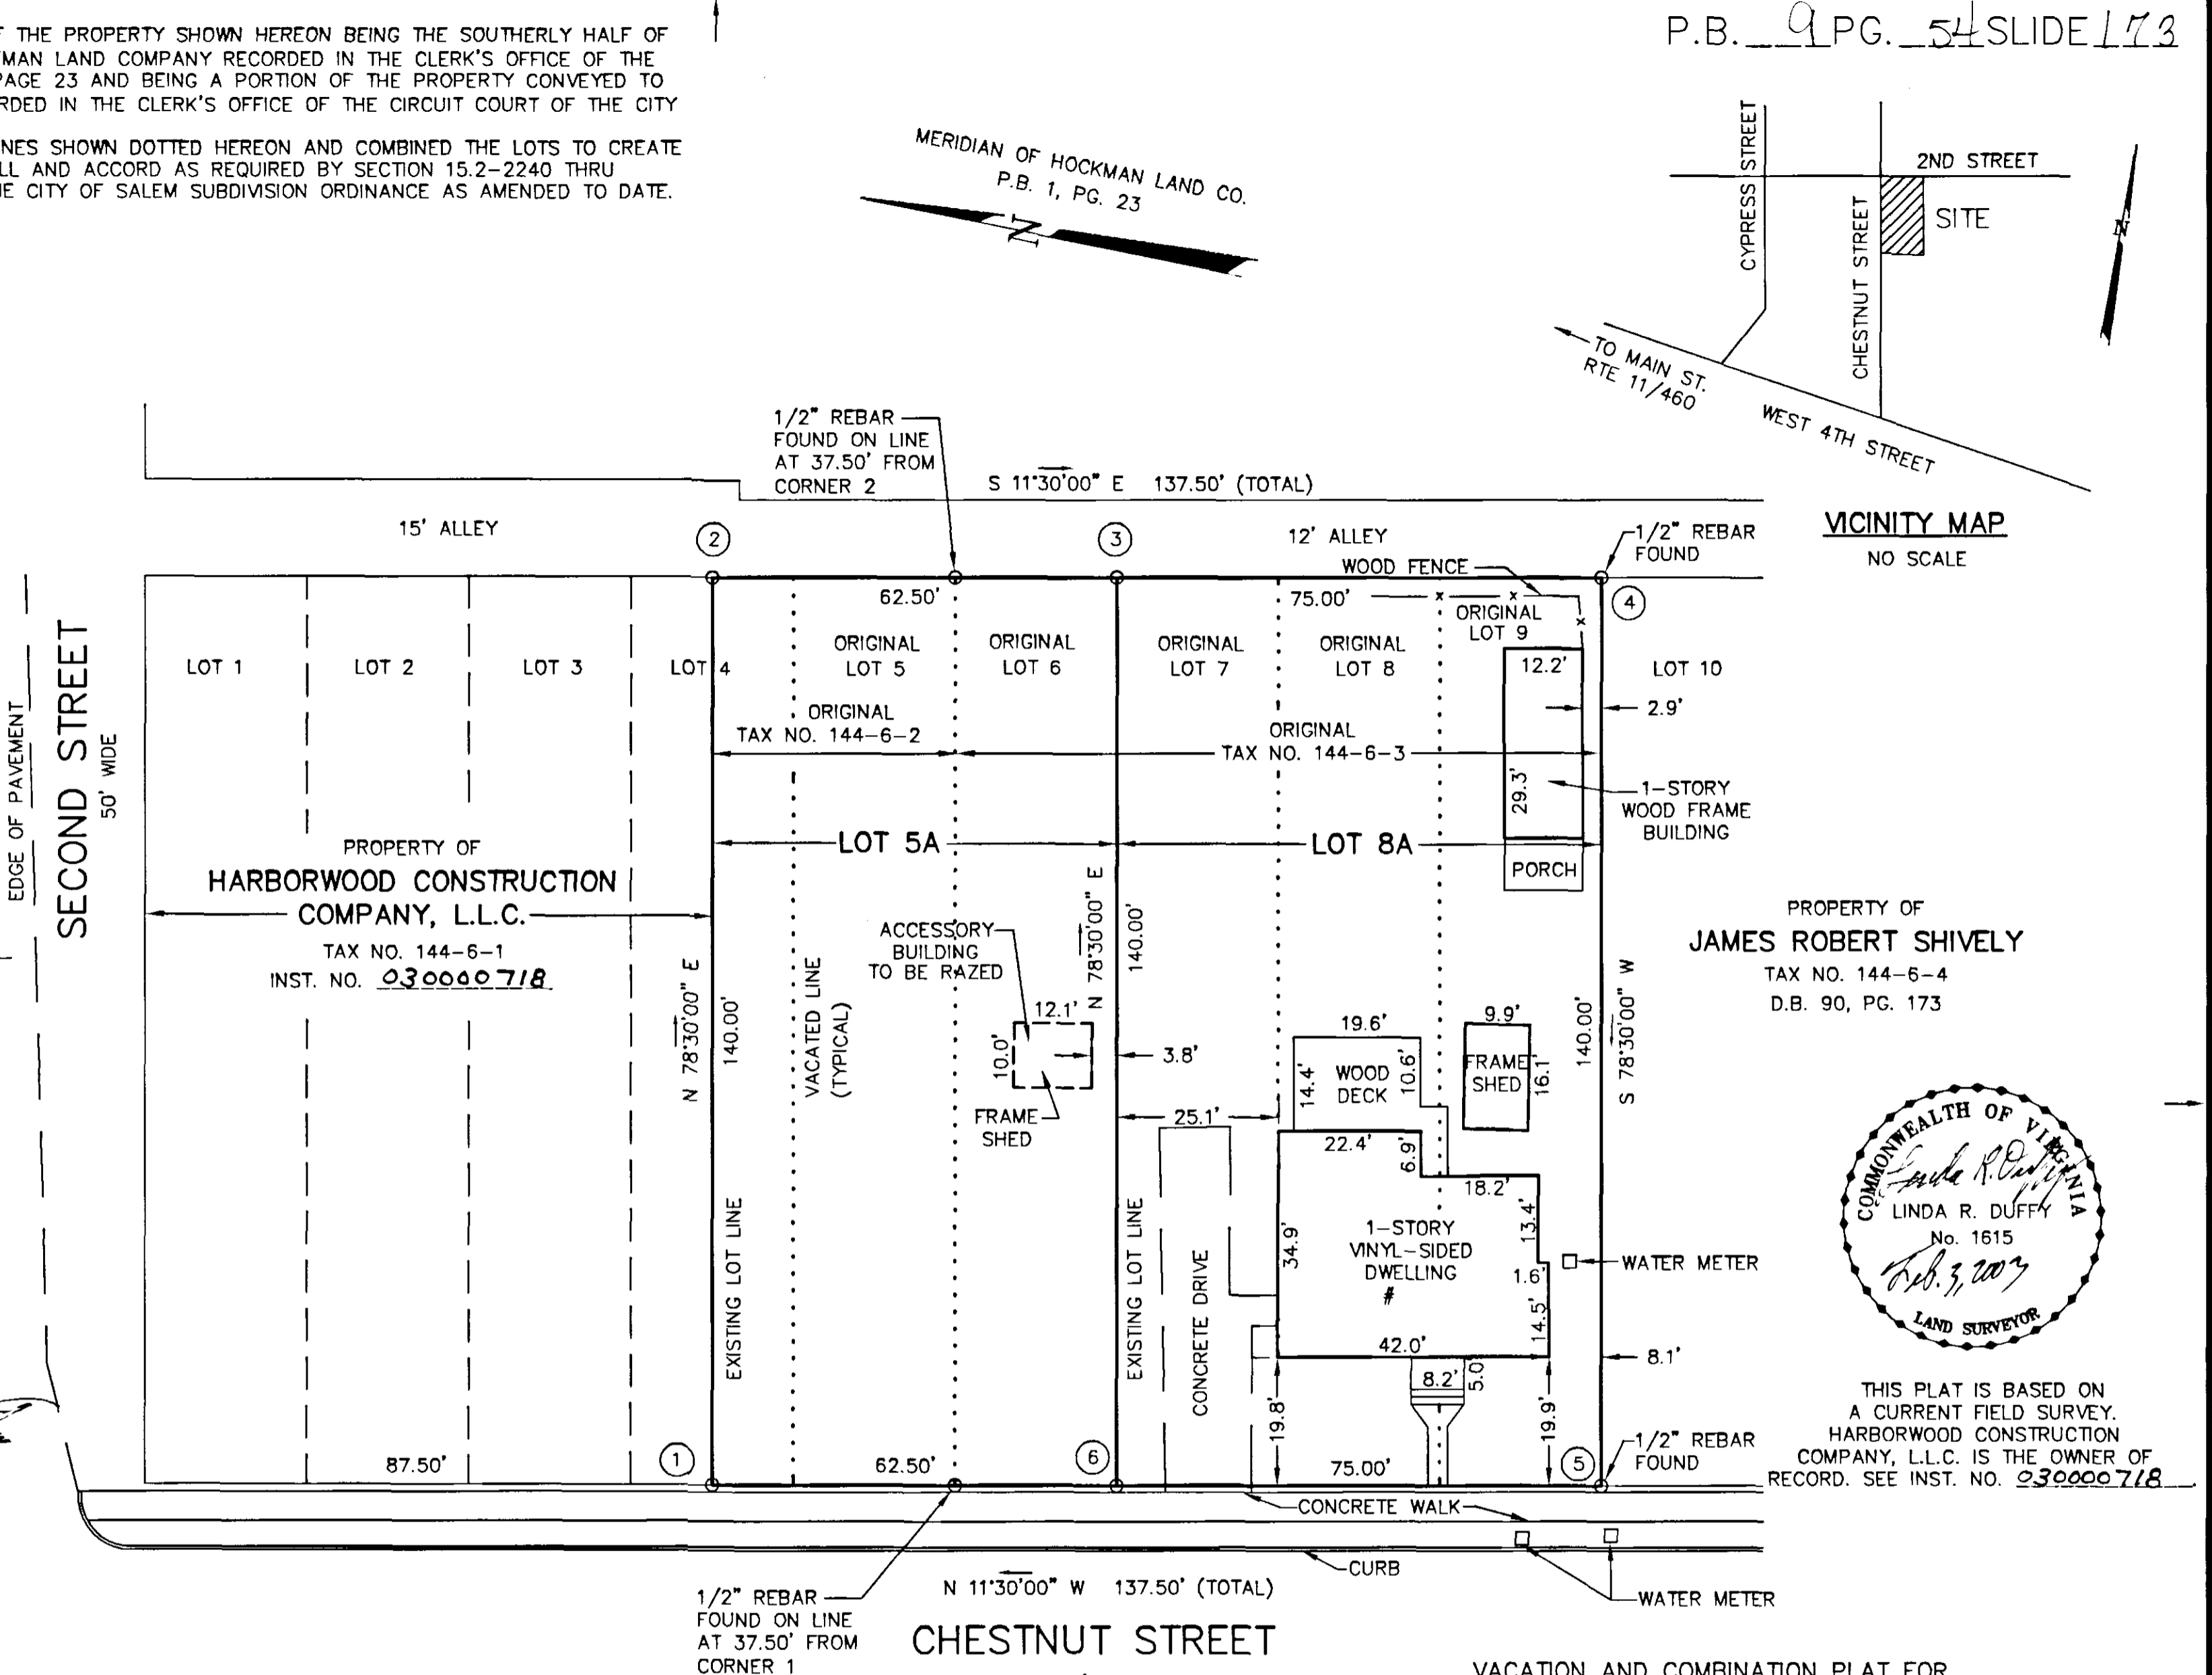 P.B. 9 PG. 54 SLIDE 173
F THE PROPERTY SHOWN HEREON BEING THE SOUTHERLY HALF OF
MAN LAND COMPANY RECORDED IN THE CLERK'S OFFICE OF THE
PAGE 23 AND BEING A PORTION OF THE PROPERTY CONVEYED TO
RDED IN THE CLERK'S OFFICE OF THE CIRCUIT COURT OF THE CITY
NES SHOWN DOTTED HEREON AND COMBINED THE LOTS TO CREATE
LL AND ACCORD AS REQUIRED BY SECTION 15.2-2240 THRU
HE CITY OF SALEM SUBDIVISION ORDINANCE AS AMENDED TO DATE.
MERIDIAN OF HOCKMAN LAND CO.
P.B. 1, PG. 23
N
CYPRESS STREET
2ND STREET
SITE
CHESTNUT STREET
N
TO MAIN ST.
RTE 11/460
WEST 4TH STREET
VICINITY MAP
NO SCALE
1/2" REBAR
FOUND ON LINE
AT 37.50' FROM
CORNER 2
S 11°30'00" E 137.50' (TOTAL)
15' ALLEY
2
3
12' ALLEY
1/2" REBAR
FOUND
WOOD FENCE
4
62.50'
75.00'
ORIGINAL
LOT 9
LOT 1
LOT 2
LOT 3
LOT 4
ORIGINAL
LOT 5
ORIGINAL
LOT 6
ORIGINAL
LOT 7
ORIGINAL
LOT 8
12.2'
LOT 10
2.9'
ORIGINAL
TAX NO. 144-6-2
ORIGINAL
TAX NO. 144-6-3
29.3'
1-STORY
WOOD FRAME
BUILDING
EDGE OF PAVEMENT
SECOND STREET
50' WIDE
LOT 5A
LOT 8A
PORCH
PROPERTY OF
HARBORWOOD CONSTRUCTION
COMPANY, L.L.C.
TAX NO. 144-6-1
INST. NO. 030000718
ACCESSORY
BUILDING
TO BE RAZED
N 78°30'00" E
140.00'
N 78°30'00" E
140.00'
VACATED LINE
(TYPICAL)
12.1'
10.0'
3.8'
FRAME
SHED
PROPERTY OF
JAMES ROBERT SHIVELY
TAX NO. 144-6-4
D.B. 90, PG. 173
S 78°30'00" W
140.00'
19.6'
14.4'
WOOD
DECK
10.6'
9.9'
FRAME
SHED
16.1'
25.1'
22.4'
6.9'
18.2'
13.4'
34.9'
1-STORY
VINYL-SIDED
DWELLING
#
1.6'
14.5'
WATER METER
42.0'
8.1'
8.2'
5.0'
19.8'
19.9'
EXISTING LOT LINE
EXISTING LOT LINE
CONCRETE DRIVE
COMMONWEALTH OF VIRGINIA
Linda R. Duffy
LINDA R. DUFFY
No. 1615
Feb. 3, 2003
LAND SURVEYOR
THIS PLAT IS BASED ON
A CURRENT FIELD SURVEY.
HARBORWOOD CONSTRUCTION
COMPANY, L.L.C. IS THE OWNER OF
RECORD. SEE INST. NO. 030000718
1/2" REBAR
FOUND
87.50'
1
62.50'
6
75.00'
5
CONCRETE WALK
CURB
WATER METER
N 11°30'00" W 137.50' (TOTAL)
1/2" REBAR
FOUND ON LINE
AT 37.50' FROM
CORNER 1
CHESTNUT STREET
VACATION AND COMBINATION PLAT FOR